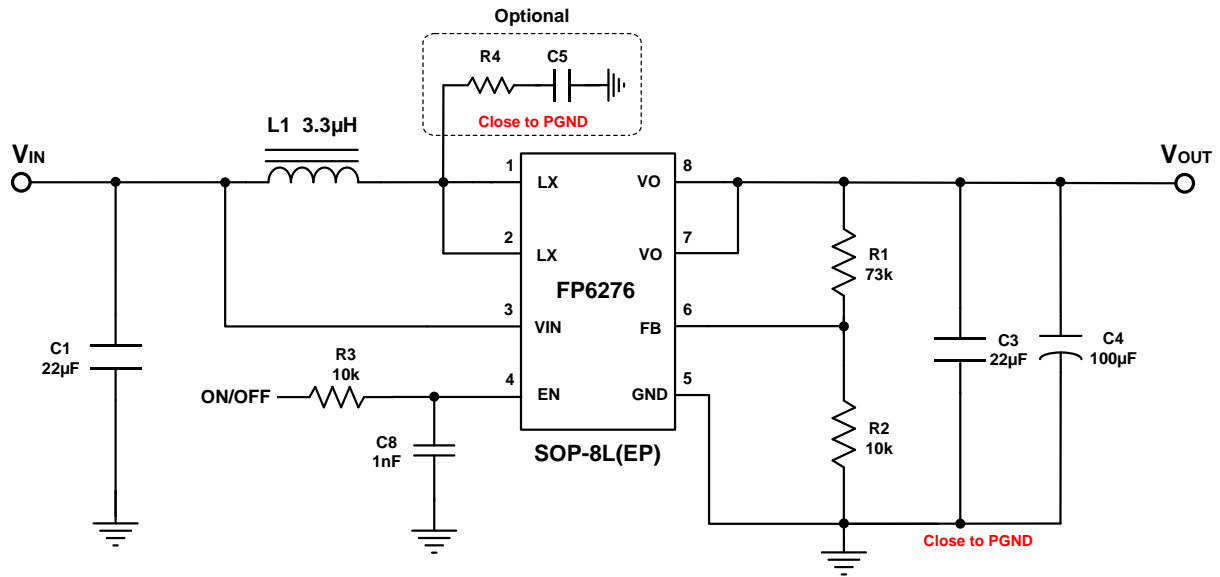 Optional
R4
C5
Close to PGND
L1 3.3µH
VIN
VOUT
1
LX
VO
8
2
LX
VO
7
FP6276
R1
73k
3
VIN
FB
6
C1
22µF
C3
22µF
C4
100µF
R3
10k
ON/OFF
4
EN
GND
5
C8
1nF
SOP-8L(EP)
R2
10k
Close to PGND